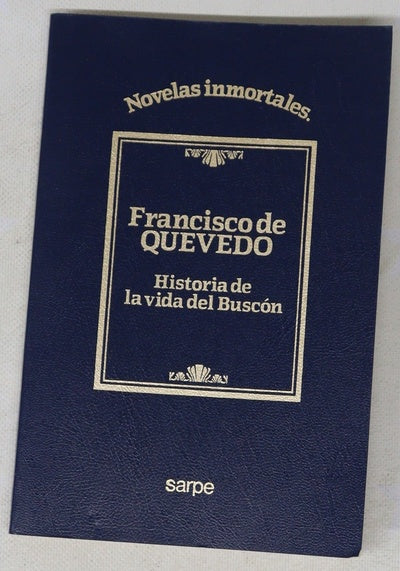 Novelas inmortales.
Francisco de
QUEVEDO
Historia de
la vida del Buscón
sarpe